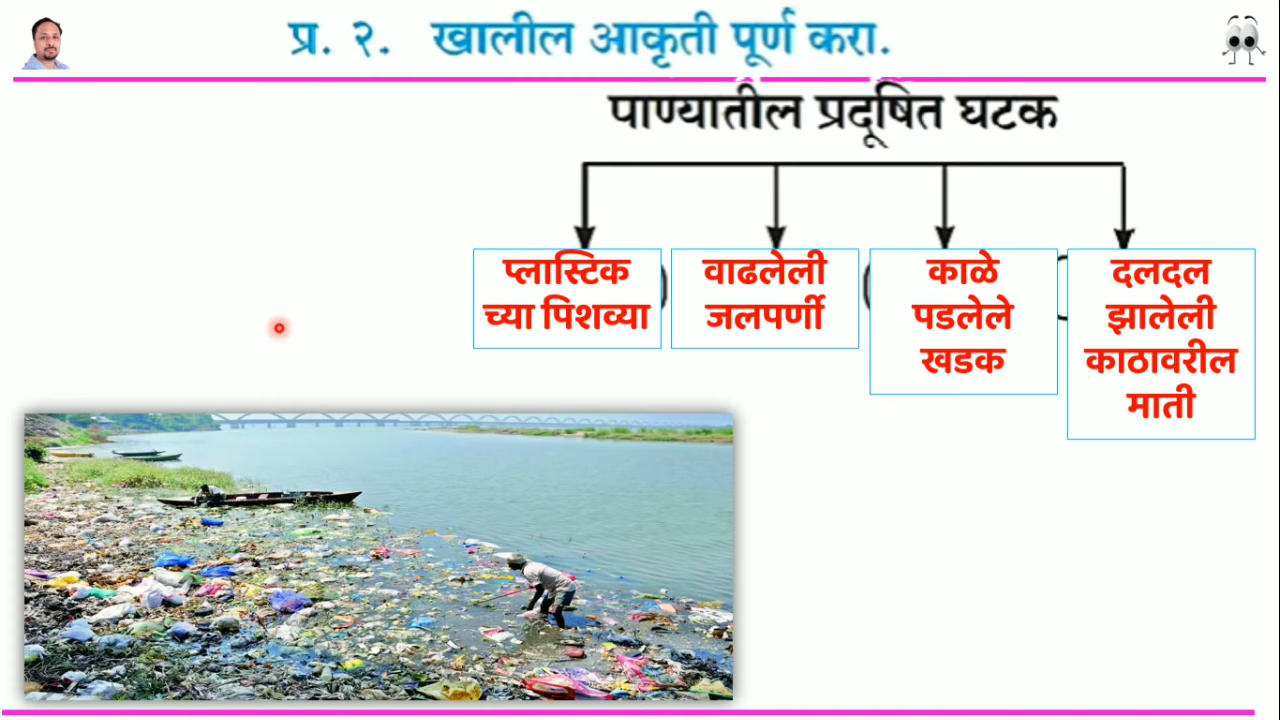 प्र. २. खालील आकृती पूर्ण करा.
पाण्यातील प्रदूषित घटक
प्लास्टिक
च्या पिशव्या
वाढलेली
जलपर्णी
काळे
पडलेले
खडक
दलदल
झालेली
काठावरील
माती